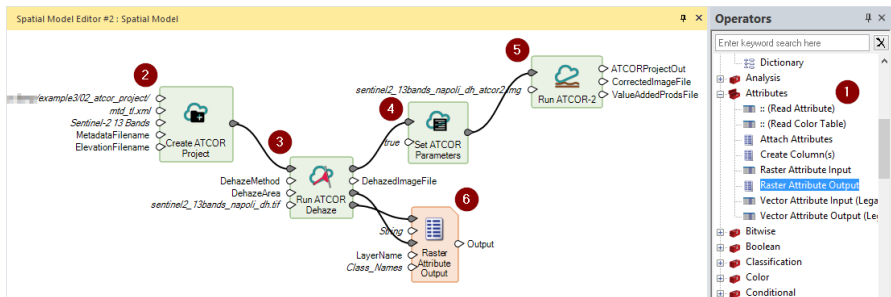 Spatial Model Editor #2 : Spatial Model
2
/example3/02_atcor_project/
mtd_tl.xml
Sentinel-2 13 Bands
MetadataFilename
ElevationFilename
Create ATCOR
Project
3
DehazeMethod
DehazeArea
sentinel2_13bands_napoli_dh.tif
Run ATCOR
Dehaze
DehazedImageFile
4
sentinel2_13bands_napoli_dh_atcor2.img
true
Set ATCOR
Parameters
5
Run ATCOR-2
ATCORProjectOut
CorrectedImageFile
ValueAddedProdsFile
6
String
LayerName
Class_Names
Raster
Attribute
Output
Output
Operators
Enter keyword search here
Dictionary
Analysis
Attributes
1
:: (Read Attribute)
:: (Read Color Table)
Attach Attributes
Create Column(s)
Raster Attribute Input
Raster Attribute Output
Vector Attribute Input (Lega
Vector Attribute Output (Leg
Bitwise
Boolean
Classification
Color
Conditional